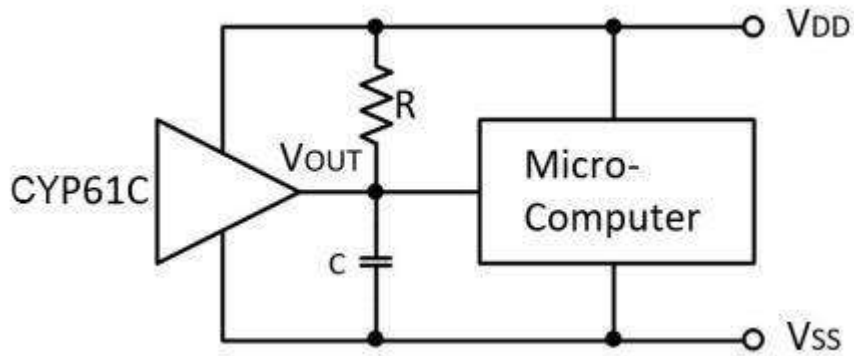 VDD
R
VOUT
CYP61C
Micro-
Computer
C
VSS